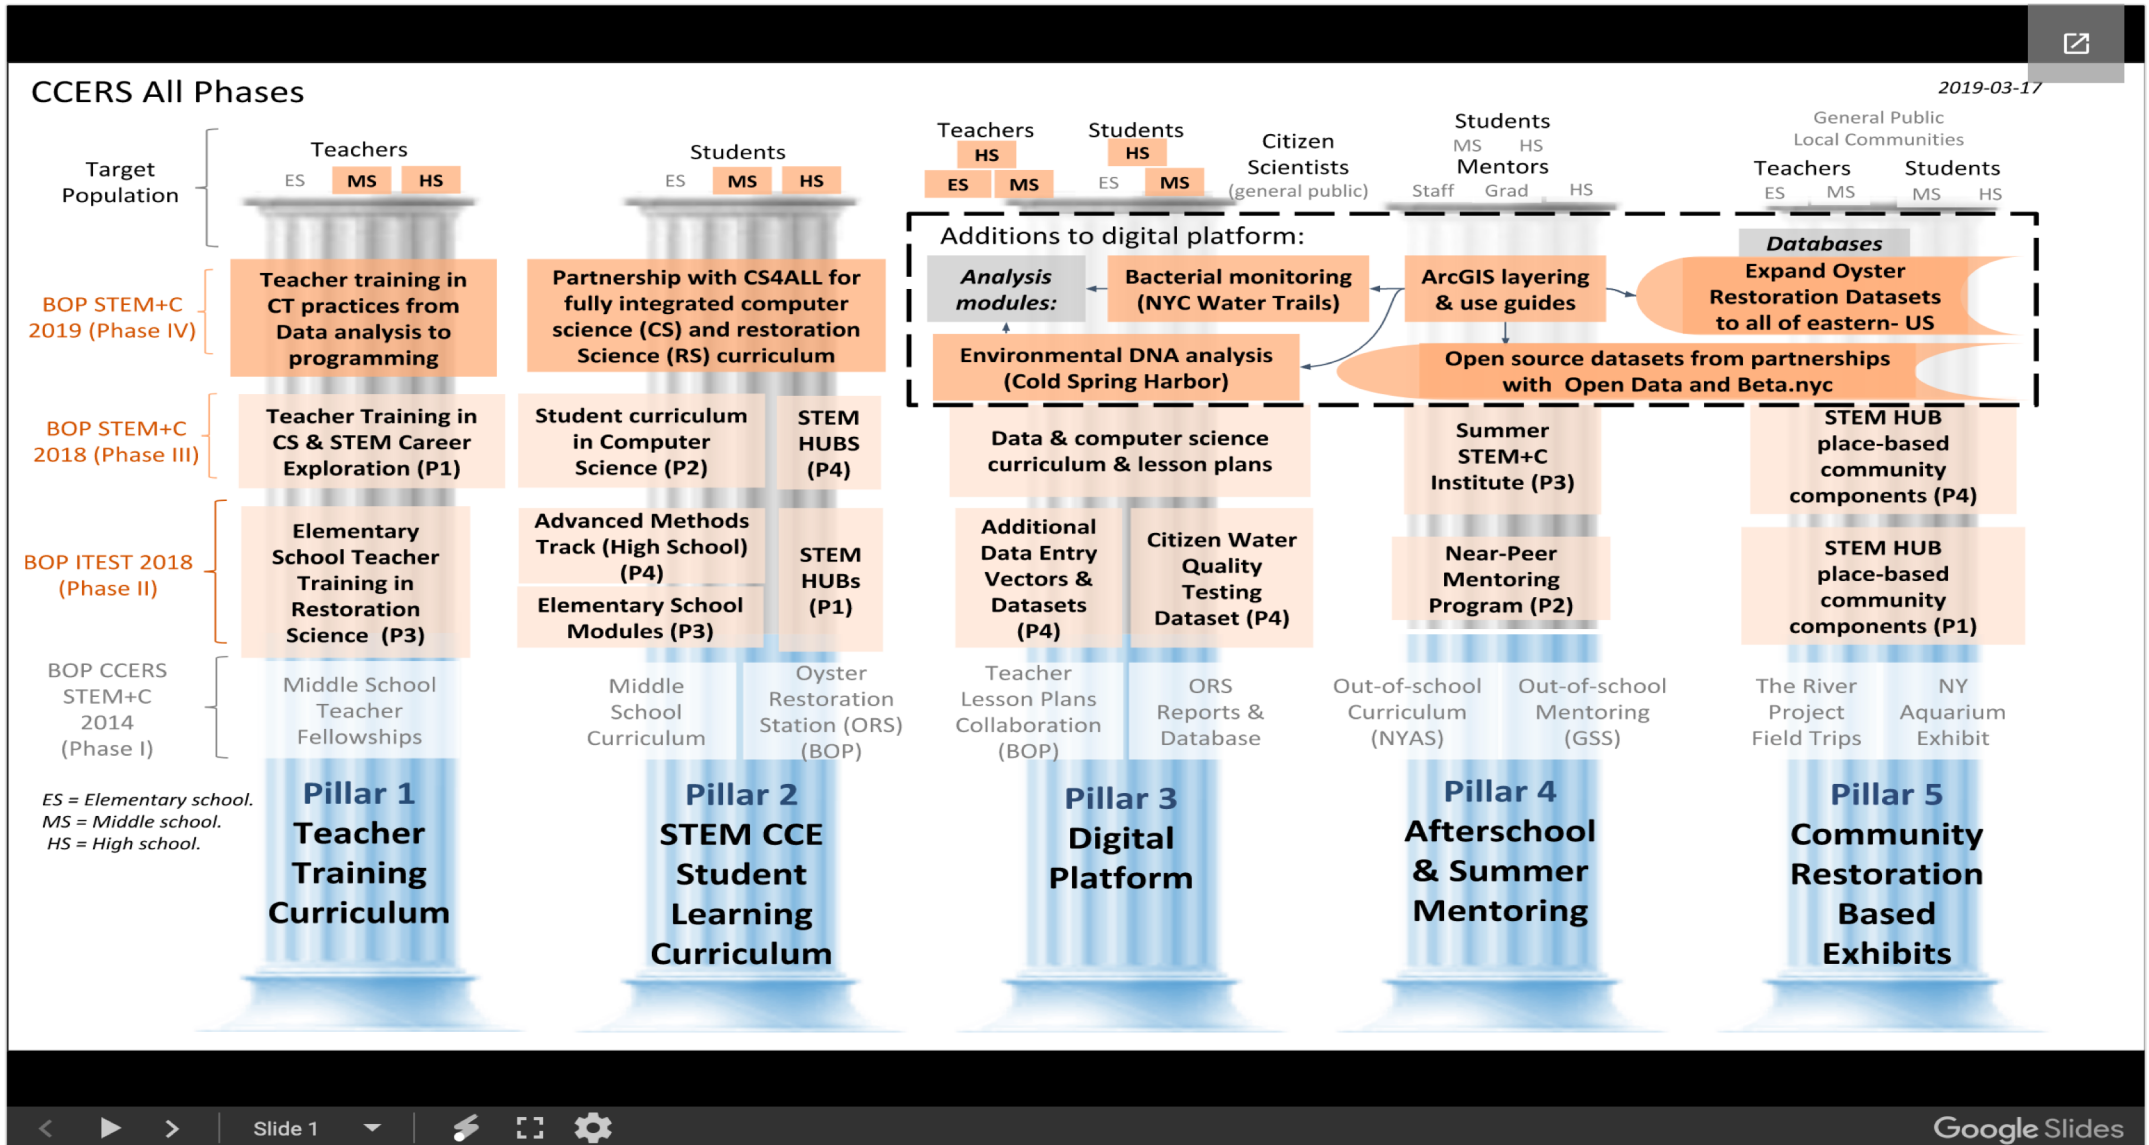 CCERS All Phases
2019-03-17
Target
Population
Teachers
ES MS HS
Students
ES MS HS
Teachers
HS
ES MS
Students
HS
ES MS
Citizen
Scientists
(general public)
Students
MS HS
Mentors
Staff Grad HS
General Public
Local Communities
Teachers Students
ES MS MS HS
BOP STEM+C
2019 (Phase IV)
Teacher training in
CT practices from
Data analysis to
programming
Partnership with CS4ALL for
fully integrated computer
science (CS) and restoration
Science (RS) curriculum
Additions to digital platform:
Analysis
modules:
Bacterial monitoring
(NYC Water Trails)
ArcGIS layering
& use guides
Databases
Expand Oyster
Restoration Datasets
to all of eastern- US
Environmental DNA analysis
(Cold Spring Harbor)
Open source datasets from partnerships
with Open Data and Beta.nyc
BOP STEM+C
2018 (Phase III)
Teacher Training in
CS & STEM Career
Exploration (P1)
Student curriculum
in Computer
Science (P2)
STEM
HUBS
(P4)
Data & computer science
curriculum & lesson plans
Summer
STEM+C
Institute (P3)
STEM HUB
place-based
community
components (P4)
BOP ITEST 2018
(Phase II)
Elementary
School Teacher
Training in
Restoration
Science (P3)
Advanced Methods
Track (High School)
(P4)
Elementary School
Modules (P3)
STEM
HUBs
(P1)
Additional
Data Entry
Vectors &
Datasets
(P4)
Citizen Water
Quality
Testing
Dataset (P4)
Near-Peer
Mentoring
Program (P2)
STEM HUB
place-based
community
components (P1)
BOP CCERS
STEM+C
2014
(Phase I)
Middle School
Teacher
Fellowships
Middle
School
Curriculum
Oyster
Restoration
Station (ORS)
(BOP)
Teacher
Lesson Plans
Collaboration
(BOP)
ORS
Reports &
Database
Out-of-school
Curriculum
(NYAS)
Out-of-school
Mentoring
(GSS)
The River
Project
Field Trips
NY
Aquarium
Exhibit
ES = Elementary school.
MS = Middle school.
HS = High school.
Pillar 1
Teacher
Training
Curriculum
Pillar 2
STEM CCE
Student
Learning
Curriculum
Pillar 3
Digital
Platform
Pillar 4
Afterschool
& Summer
Mentoring
Pillar 5
Community
Restoration
Based
Exhibits
Slide 1
Google Slides